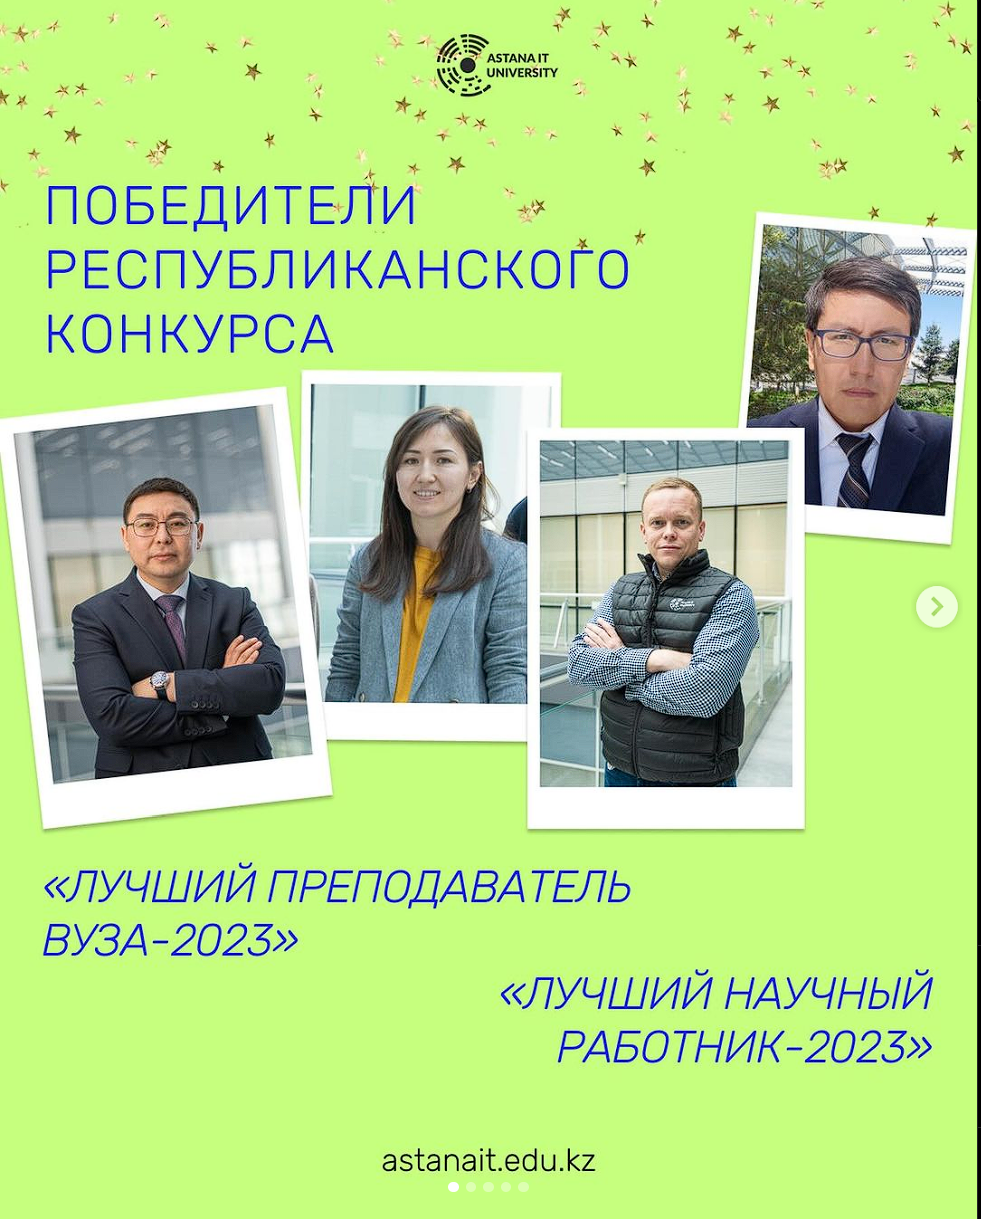 ASTANA IT
UNIVERSITY
ПОБЕДИТЕЛИ
РЕСПУБЛИКАНСКОГО
КОНКУРСА
«ЛУЧШИЙ ПРЕПОДАВАТЕЛЬ
ВУЗА-2023»
«ЛУЧШИЙ НАУЧНЫЙ
РАБОТНИК-2023»
astanait.edu.kz